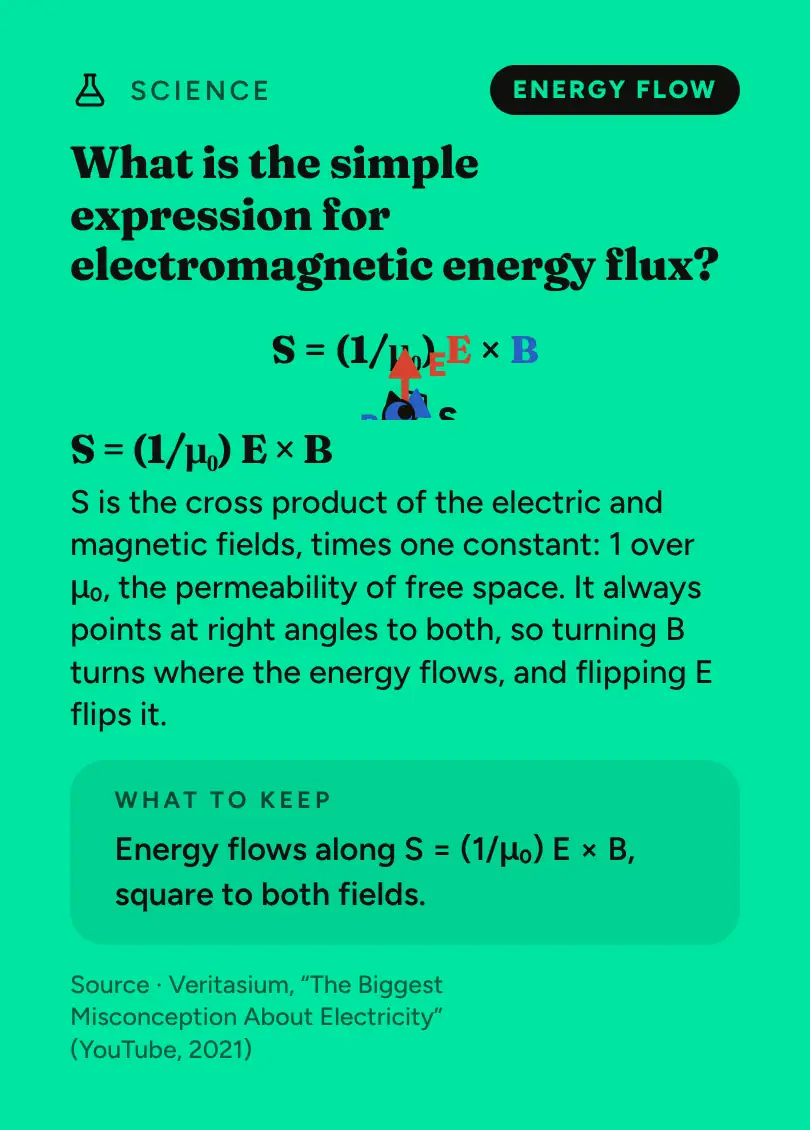 SCIENCE
ENERGY FLOW
What is the simple
expression for
electromagnetic energy flux?
S = (1/μ₀) E × B
E
S
S = (1/μ₀) E × B
S is the cross product of the electric and
magnetic fields, times one constant: 1 over
μ₀, the permeability of free space. It always
points at right angles to both, so turning B
turns where the energy flows, and flipping E
flips it.
WHAT TO KEEP
Energy flows along S = (1/μ₀) E × B,
square to both fields.
Source · Veritasium, “The Biggest
Misconception About Electricity”
(YouTube, 2021)